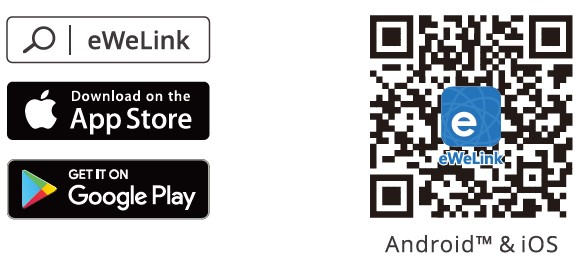 eWeLink
Download on the
App Store
GET IT ON
Google Play
e
eWeLink
Android™ & iOS